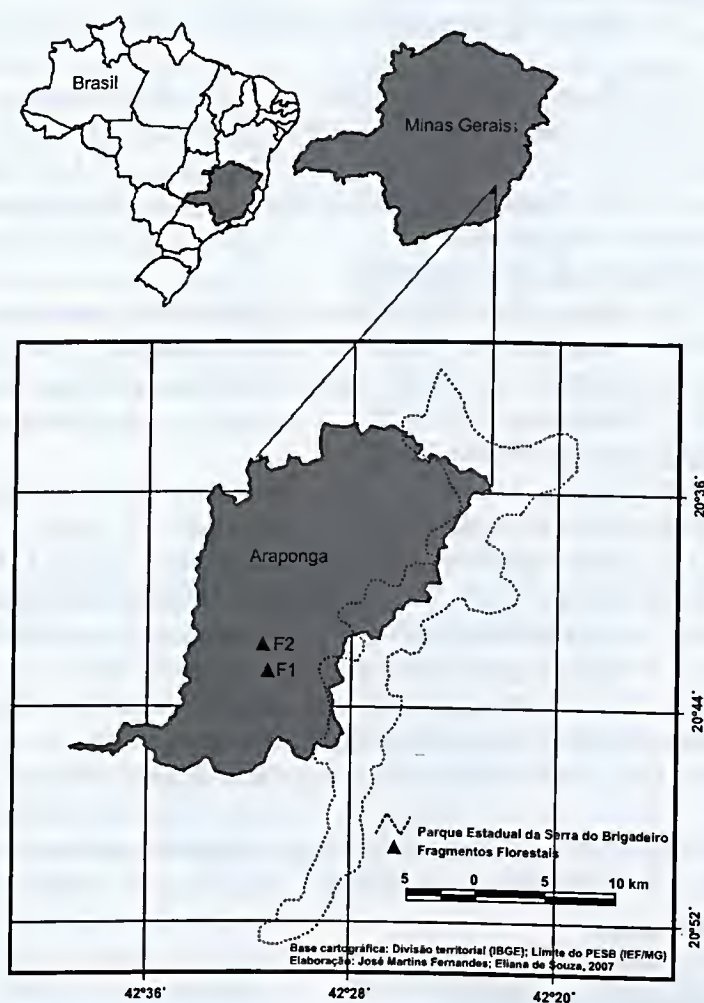 Brasil
Minas Gerais
Araponga
F2
F1
20°36'
20°44'
20°52'
Parque Estadual da Serra do Brigadeiro
Fragmentos Florestais
5 0 5 10 km
Base cartográfica: Divisão territorial (IBGE); Limite do PESB (IEF/MG)
Elaboração: José Martins Fernandes; Eliana de Souza, 2007
42°36' 42°28' 42°20'